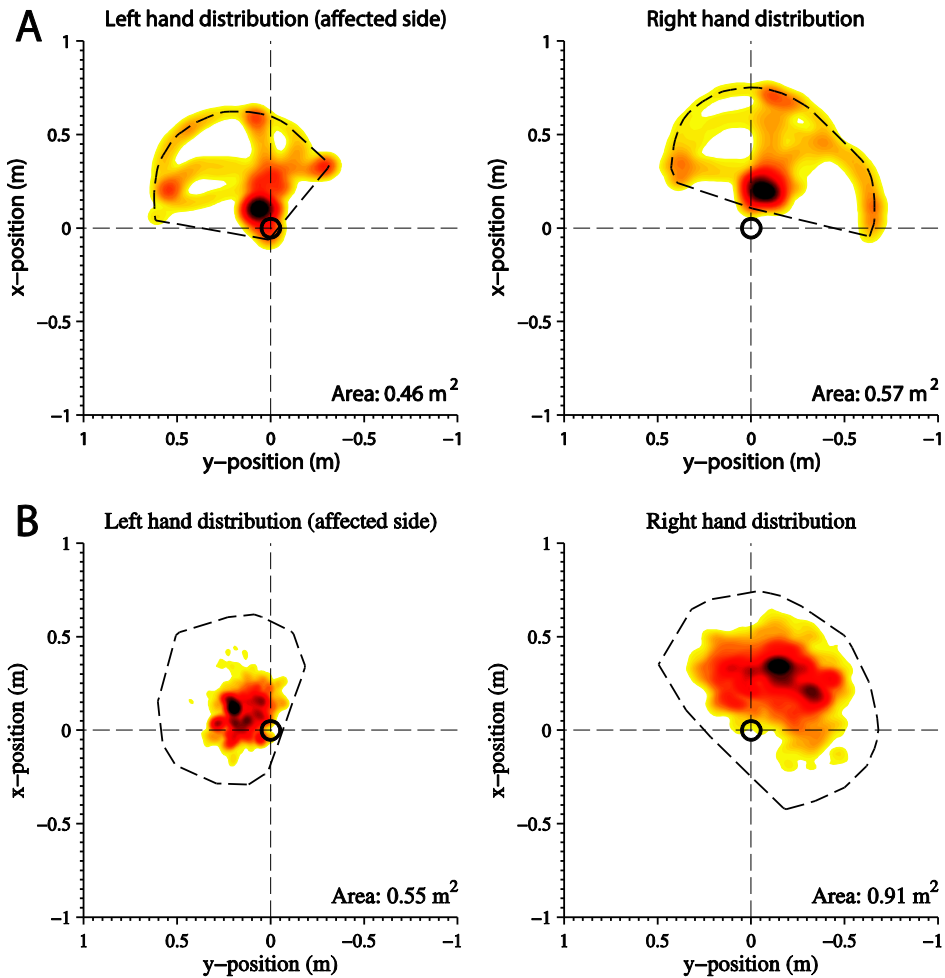 A
Left hand distribution (affected side)
Right hand distribution
1
0.5
0
−0.5
−1
x−position (m)
Area: 0.46 m²
1
0.5
0
−0.5
−1
y−position (m)
1
0.5
0
−0.5
−1
x−position (m)
Area: 0.57 m²
1
0.5
0
−0.5
−1
y−position (m)
B
Left hand distribution (affected side)
Right hand distribution
1
0.5
0
−0.5
−1
x−position (m)
Area: 0.55 m²
1
0.5
0
−0.5
−1
y−position (m)
1
0.5
0
−0.5
−1
x−position (m)
Area: 0.91 m²
1
0.5
0
−0.5
−1
y−position (m)